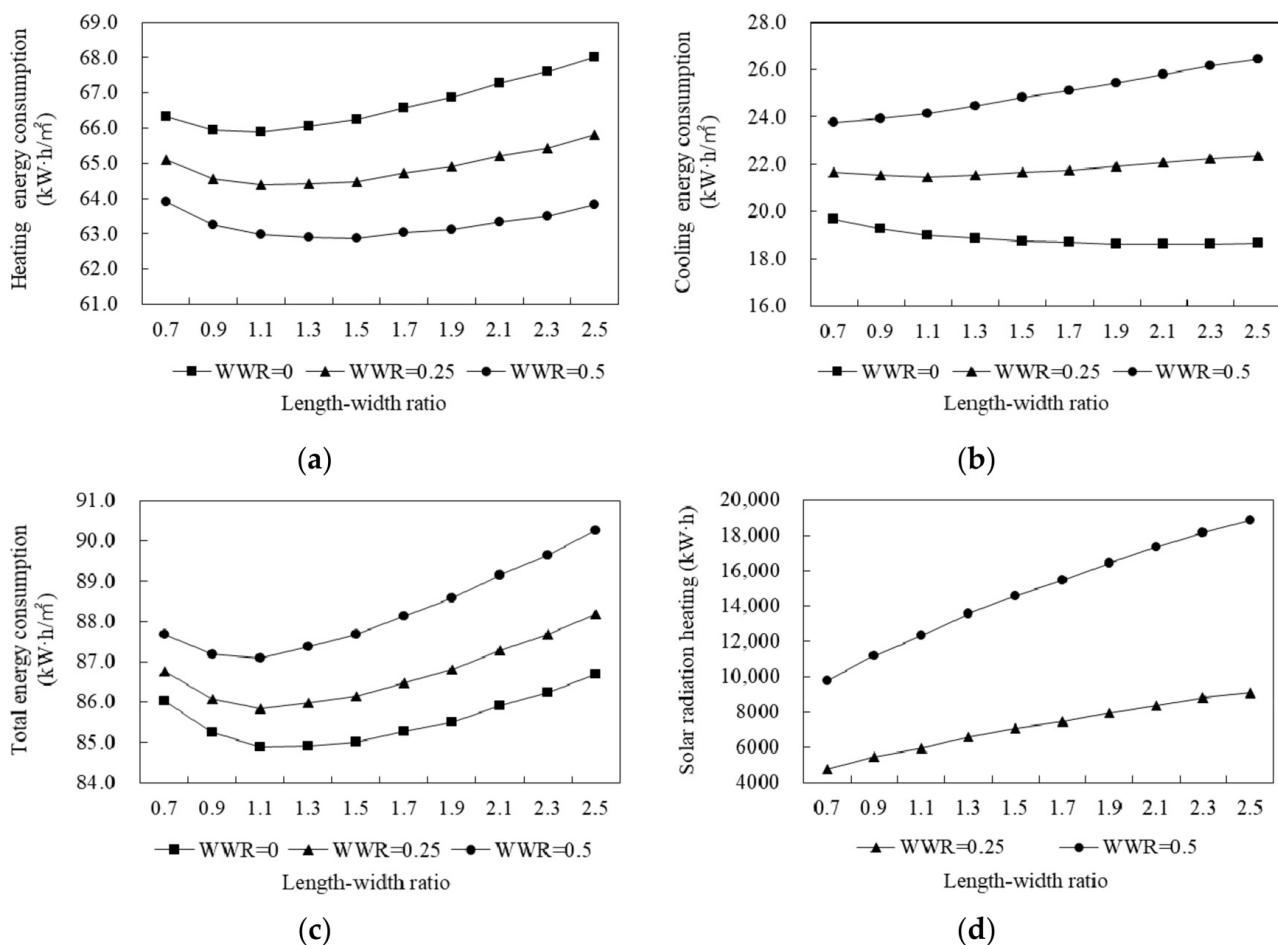 Heating energy consumption
(kW·h/㎡)
69.0
68.0
67.0
66.0
65.0
64.0
63.0
62.0
61.0
0.7 0.9 1.1 1.3 1.5 1.7 1.9 2.1 2.3 2.5
WWR=0 WWR=0.25 WWR=0.5
Length-width ratio
(a)
Cooling energy consumption
(kW·h/㎡)
28.0
26.0
24.0
22.0
20.0
18.0
16.0
0.7 0.9 1.1 1.3 1.5 1.7 1.9 2.1 2.3 2.5
WWR=0 WWR=0.25 WWR=0.5
Length-width ratio
(b)
Total energy consumption
(kW·h/㎡)
91.0
90.0
89.0
88.0
87.0
86.0
85.0
84.0
0.7 0.9 1.1 1.3 1.5 1.7 1.9 2.1 2.3 2.5
WWR=0 WWR=0.25 WWR=0.5
Length-width ratio
(c)
Solar radiation heating (kW·h)
20,000
18,000
16,000
14,000
12,000
10,000
8000
6000
4000
0.7 0.9 1.1 1.3 1.5 1.7 1.9 2.1 2.3 2.5
WWR=0.25 WWR=0.5
Length-width ratio
(d)